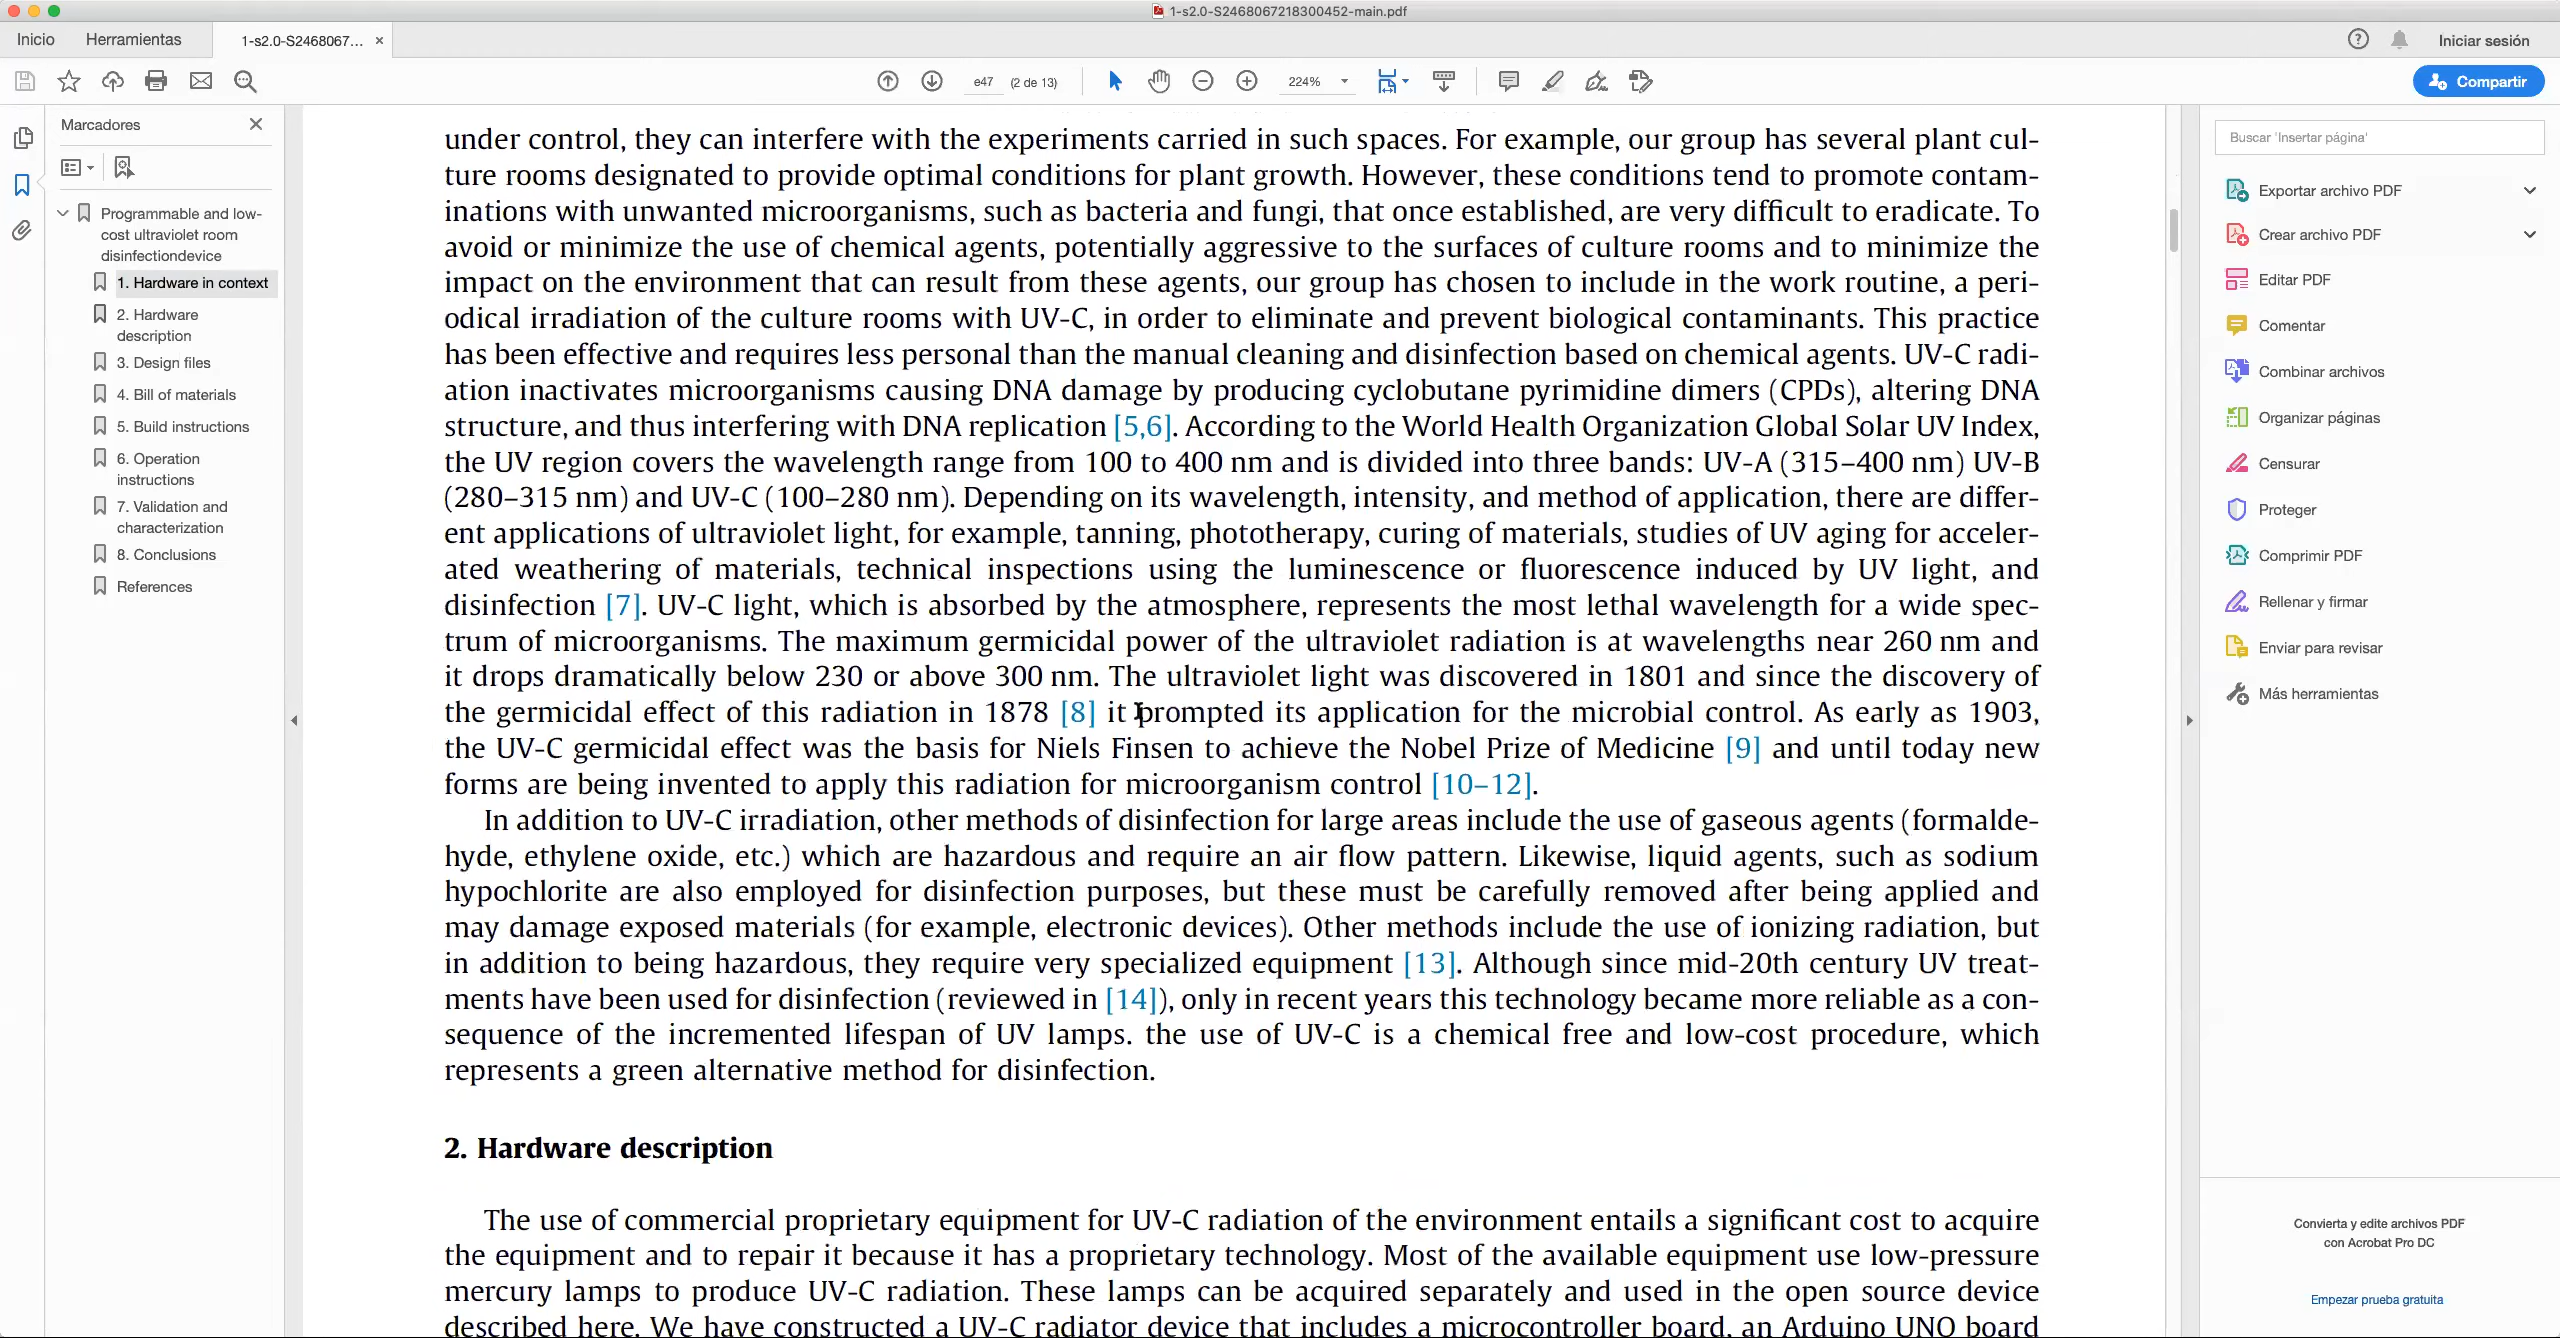 1-s2.0-S2468067218300452-main.pdf
Inicio
Herramientas
1-s2.0-S2468067...
Iniciar sesión
e47
(2 de 13)
224%
Compartir
Marcadores
Programmable and low-
cost ultraviolet room
disinfectiondevice
1. Hardware in context
2. Hardware
description
3. Design files
4. Bill of materials
5. Build instructions
6. Operation
instructions
7. Validation and
characterization
8. Conclusions
References
under control, they can interfere with the experiments carried in such spaces. For example, our group has several plant cul-
ture rooms designated to provide optimal conditions for plant growth. However, these conditions tend to promote contam-
inations with unwanted microorganisms, such as bacteria and fungi, that once established, are very difficult to eradicate. To
avoid or minimize the use of chemical agents, potentially aggressive to the surfaces of culture rooms and to minimize the
impact on the environment that can result from these agents, our group has chosen to include in the work routine, a peri-
odical irradiation of the culture rooms with UV-C, in order to eliminate and prevent biological contaminants. This practice
has been effective and requires less personal than the manual cleaning and disinfection based on chemical agents. UV-C radi-
ation inactivates microorganisms causing DNA damage by producing cyclobutane pyrimidine dimers (CPDs), altering DNA
structure, and thus interfering with DNA replication [5,6]. According to the World Health Organization Global Solar UV Index,
the UV region covers the wavelength range from 100 to 400 nm and is divided into three bands: UV-A (315–400 nm) UV-B
(280–315 nm) and UV-C (100–280 nm). Depending on its wavelength, intensity, and method of application, there are differ-
ent applications of ultraviolet light, for example, tanning, phototherapy, curing of materials, studies of UV aging for acceler-
ated weathering of materials, technical inspections using the luminescence or fluorescence induced by UV light, and
disinfection [7]. UV-C light, which is absorbed by the atmosphere, represents the most lethal wavelength for a wide spec-
trum of microorganisms. The maximum germicidal power of the ultraviolet radiation is at wavelengths near 260 nm and
it drops dramatically below 230 or above 300 nm. The ultraviolet light was discovered in 1801 and since the discovery of
the germicidal effect of this radiation in 1878 [8] it prompted its application for the microbial control. As early as 1903,
the UV-C germicidal effect was the basis for Niels Finsen to achieve the Nobel Prize of Medicine [9] and until today new
forms are being invented to apply this radiation for microorganism control [10–12].
In addition to UV-C irradiation, other methods of disinfection for large areas include the use of gaseous agents (formalde-
hyde, ethylene oxide, etc.) which are hazardous and require an air flow pattern. Likewise, liquid agents, such as sodium
hypochlorite are also employed for disinfection purposes, but these must be carefully removed after being applied and
may damage exposed materials (for example, electronic devices). Other methods include the use of ionizing radiation, but
in addition to being hazardous, they require very specialized equipment [13]. Although since mid-20th century UV treat-
ments have been used for disinfection (reviewed in [14]), only in recent years this technology became more reliable as a con-
sequence of the incremented lifespan of UV lamps. the use of UV-C is a chemical free and low-cost procedure, which
represents a green alternative method for disinfection.
2. Hardware description
The use of commercial proprietary equipment for UV-C radiation of the environment entails a significant cost to acquire
the equipment and to repair it because it has a proprietary technology. Most of the available equipment use low-pressure
mercury lamps to produce UV-C radiation. These lamps can be acquired separately and used in the open source device
described here. We have constructed a UV-C radiator device that includes a microcontroller board, an Arduino UNO board
Buscar 'Insertar página'
Exportar archivo PDF
Crear archivo PDF
Editar PDF
Comentar
Combinar archivos
Organizar páginas
Censurar
Proteger
Comprimir PDF
Rellenar y firmar
Enviar para revisar
Más herramientas
Convierta y edite archivos PDF
con Acrobat Pro DC
Empezar prueba gratuita